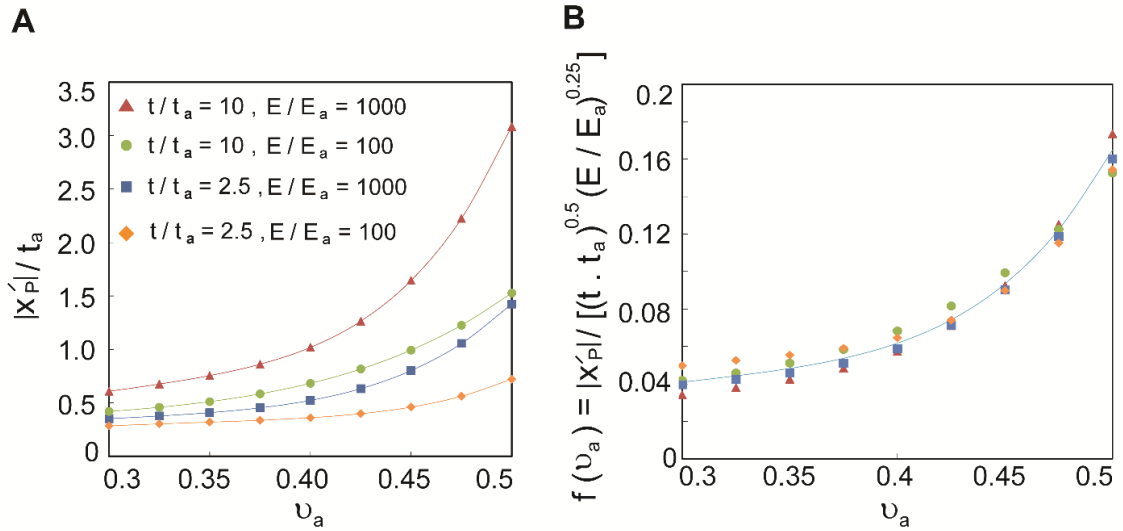 A
B
|x′P| / ta
3.5
3.0
2.5
2.0
1.5
1.0
0.5
0
t / ta = 10 , E / Ea = 1000
t / ta = 10 , E / Ea = 100
t / ta = 2.5 , E / Ea = 1000
t / ta = 2.5 , E / Ea = 100
0.3 0.35 0.40 0.45 0.5
υa
f (υa) = |x′P| / [(t . ta)^0.5 (E / Ea)^0.25]
0.2
0.16
0.12
0.08
0.04
0
0.3 0.35 0.4 0.45 0.5
υa